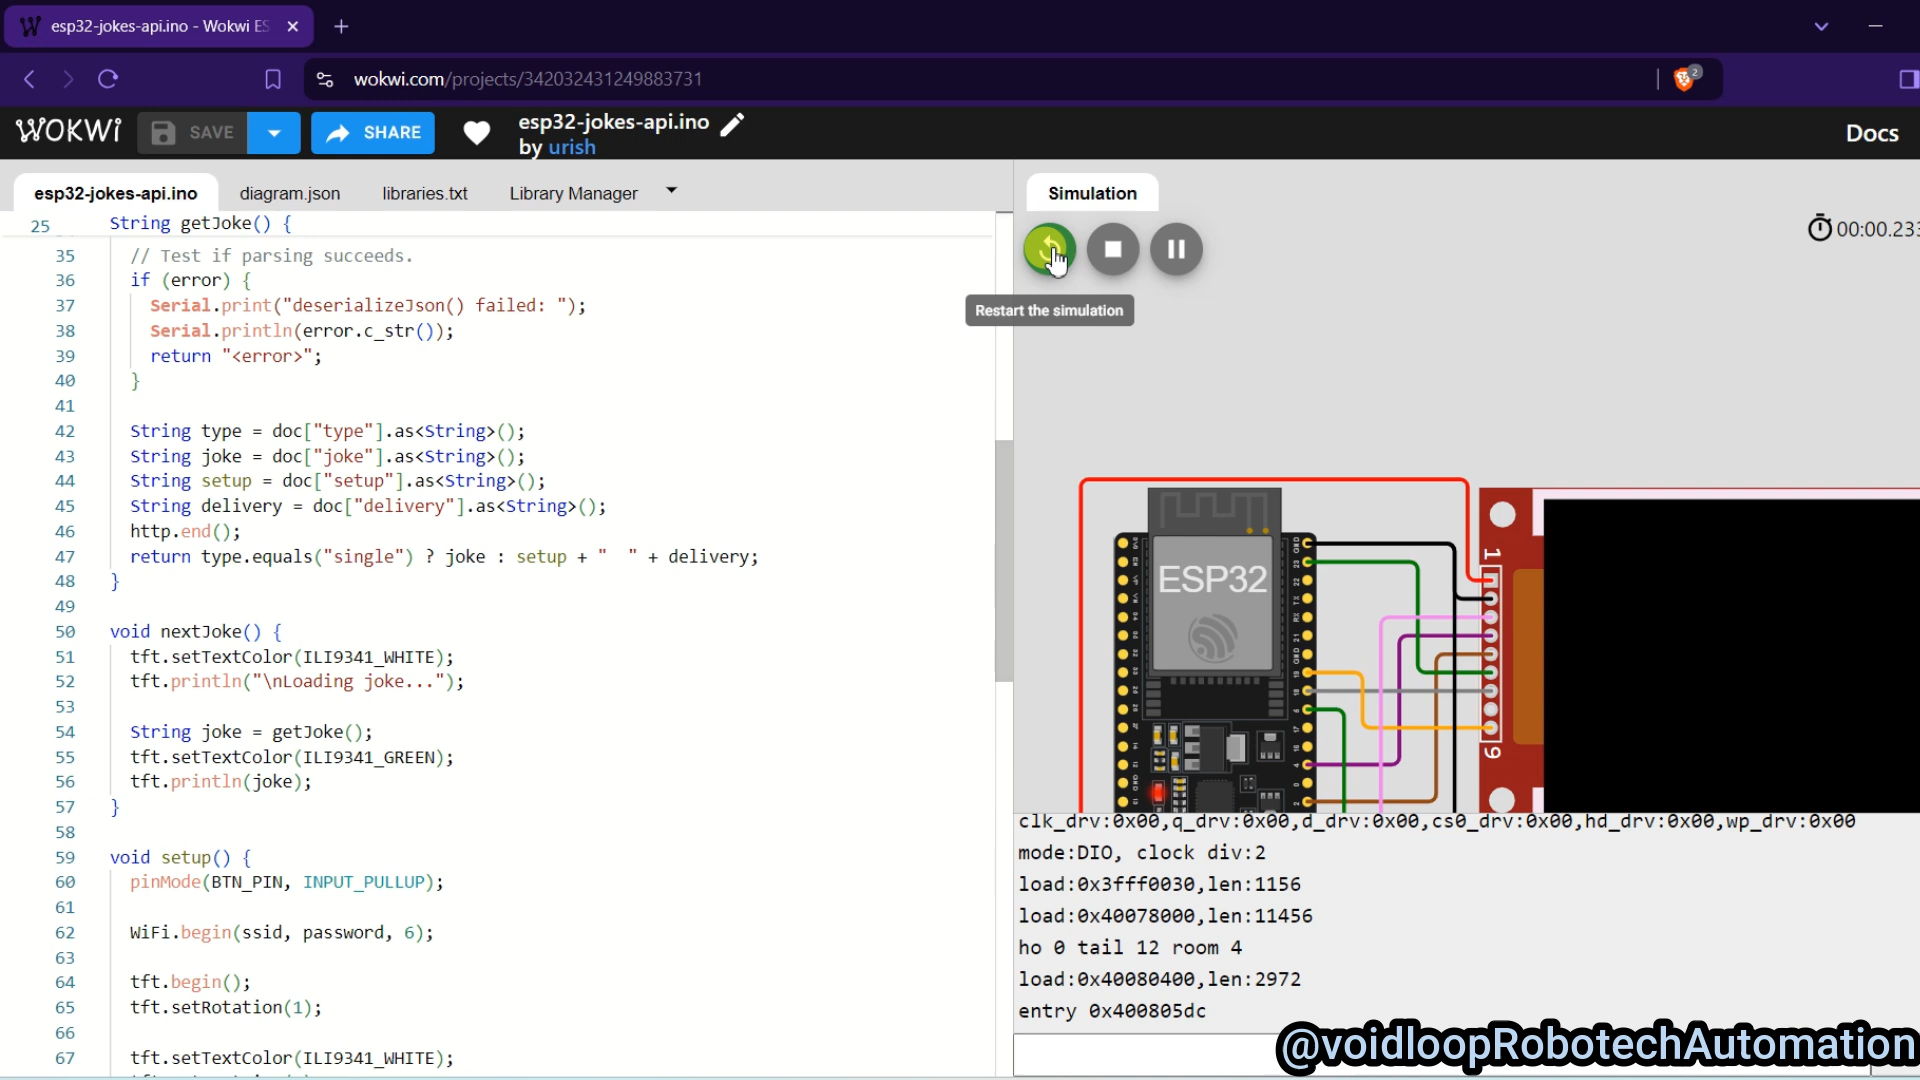 esp32-jokes-api.ino - Wokwi ES
wokwi.com/projects/342032431249883731
2
WOKWI
SAVE
SHARE
esp32-jokes-api.ino
by urish
Docs
esp32-jokes-api.ino
diagram.json
libraries.txt
Library Manager
Simulation
25 String getJoke() {
35 // Test if parsing succeeds.
36 if (error) {
37 Serial.print("deserializeJson() failed: ");
38 Serial.println(error.c_str());
39 return "<error>";
40 }
41
42 String type = doc["type"].as<String>();
43 String joke = doc["joke"].as<String>();
44 String setup = doc["setup"].as<String>();
45 String delivery = doc["delivery"].as<String>();
46 http.end();
47 return type.equals("single") ? joke : setup + "  " + delivery;
48 }
49
50 void nextJoke() {
51 tft.setTextColor(ILI9341_WHITE);
52 tft.println("\nLoading joke...");
53
54 String joke = getJoke();
55 tft.setTextColor(ILI9341_GREEN);
56 tft.println(joke);
57 }
58
59 void setup() {
60 pinMode(BTN_PIN, INPUT_PULLUP);
61
62 WiFi.begin(ssid, password, 6);
63
64 tft.begin();
65 tft.setRotation(1);
66
67 tft.setTextColor(ILI9341_WHITE);
00:00.233
Restart the simulation
ESP32
1
9
clk_drv:0x00,q_drv:0x00,d_drv:0x00,cs0_drv:0x00,hd_drv:0x00,wp_drv:0x00
mode:DIO, clock div:2
load:0x3fff0030,len:1156
load:0x40078000,len:11456
ho 0 tail 12 room 4
load:0x40080400,len:2972
entry 0x400805dc
@voidloopRobotechAutomation